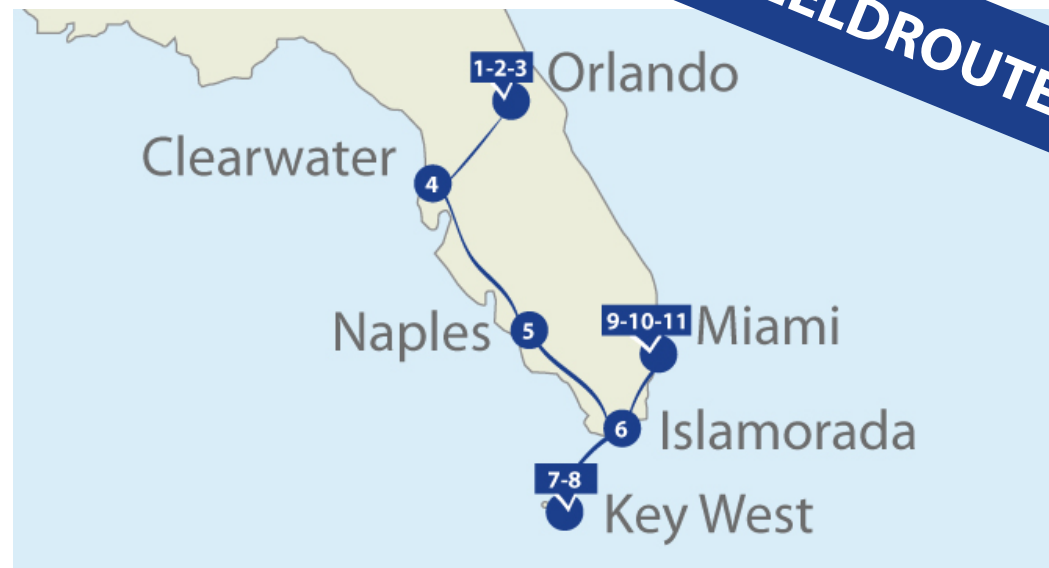 ELDROUTE
1-2-3
Orlando
Clearwater
4
Naples
5
9-10-11
Miami
6
Islamorada
7-8
Key West